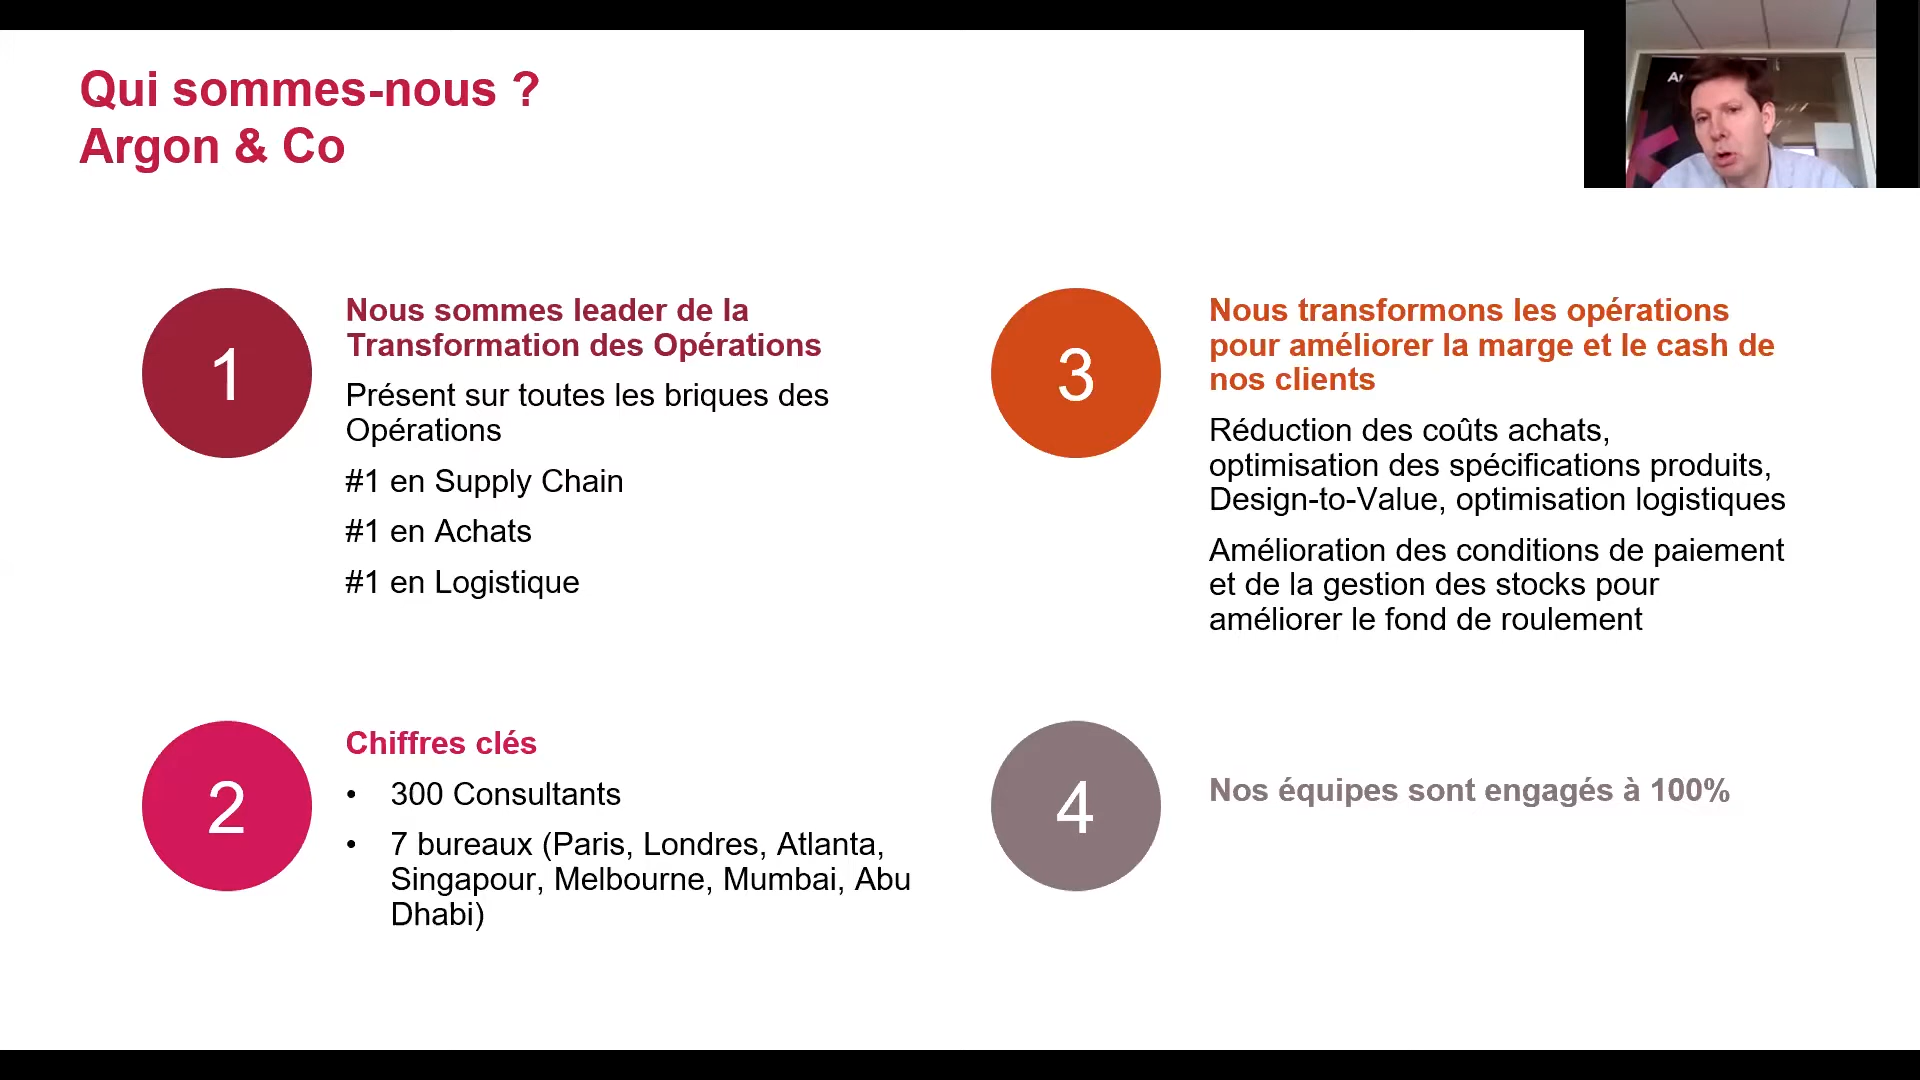 Qui sommes-nous ?
Argon & Co
1
Nous sommes leader de la
Transformation des Opérations
Présent sur toutes les briques des
Opérations
#1 en Supply Chain
#1 en Achats
#1 en Logistique
2
Chiffres clés
• 300 Consultants
• 7 bureaux (Paris, Londres, Atlanta,
Singapour, Melbourne, Mumbai, Abu
Dhabi)
3
Nous transformons les opérations
pour améliorer la marge et le cash de
nos clients
Réduction des coûts achats,
optimisation des spécifications produits,
Design-to-Value, optimisation logistiques
Amélioration des conditions de paiement
et de la gestion des stocks pour
améliorer le fond de roulement
4
Nos équipes sont engagés à 100%